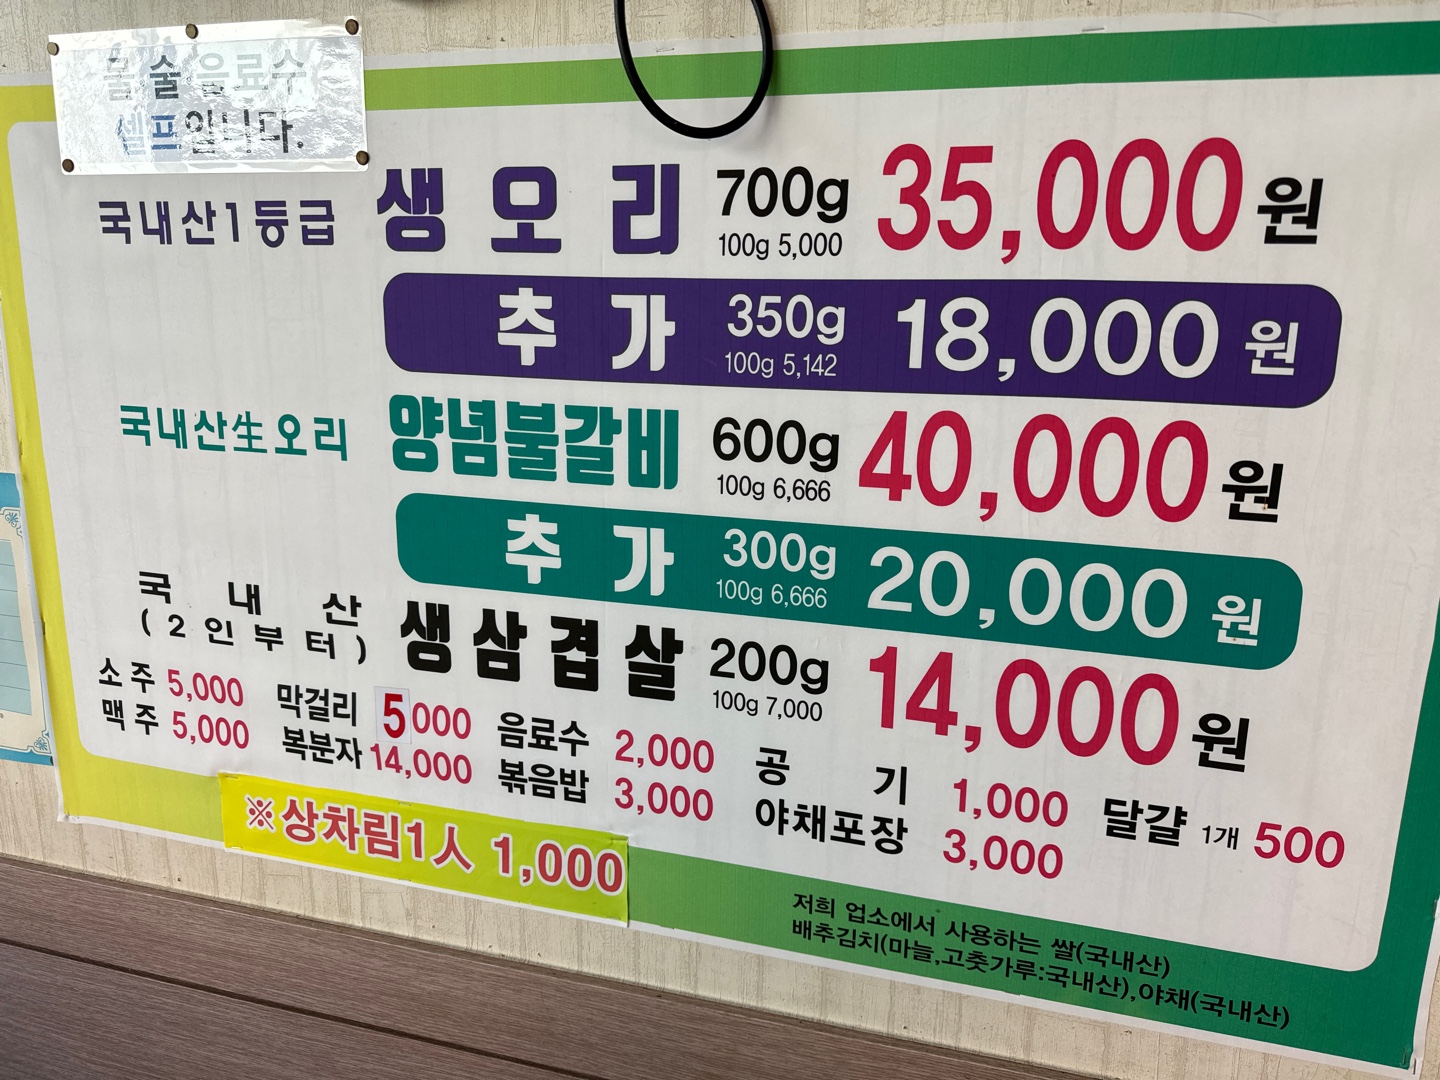 물 술 음료수
셀프입니다.
국내산1등급 생오리 700g 35,000원
100g 5,000
추가 350g 18,000원
100g 5,142
국내산生오리 양념불갈비 600g 40,000원
100g 6,666
추가 300g 20,000원
100g 6,666
국내산
(2인부터) 생삼겹살 200g 14,000원
100g 7,000
소주 5,000 막걸리 5000 음료수 2,000 공기 1,000 달걀 1개 500
맥주 5,000 복분자 14,000 볶음밥 3,000 야채포장 3,000
※상차림1人 1,000
저희 업소에서 사용하는 쌀(국내산)
배추김치(마늘,고춧가루:국내산),야채(국내산)